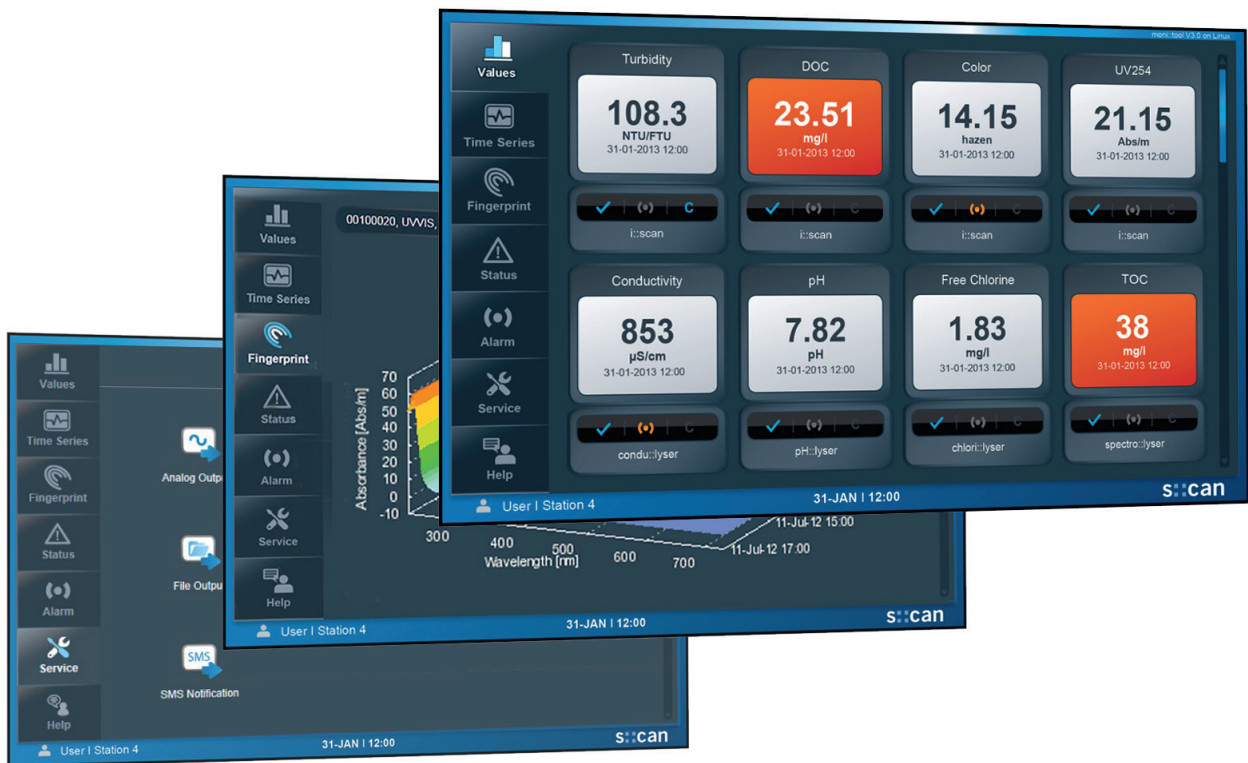 moni::tool V3.0 on Linux
Values
Time Series
Fingerprint
Status
Alarm
Service
Help
Turbidity
108.3
NTU/FTU
31-01-2013 12:00
i::scan
DOC
23.51
mg/l
31-01-2013 12:00
i::scan
Color
14.15
hazen
31-01-2013 12:00
i::scan
UV254
21.15
Abs/m
31-01-2013 12:00
i::scan
C
C
C
C
Conductivity
853
µS/cm
31-01-2013 12:00
condu::lyser
pH
7.82
pH
31-01-2013 12:00
pH::lyser
Free Chlorine
1.83
mg/l
31-01-2013 12:00
chlori::lyser
TOC
38
mg/l
31-01-2013 12:00
spectro::lyser
C
C
C
C
User | Station 4
31-JAN | 12:00
s::can
Values
Time Series
Fingerprint
Status
Alarm
Service
Help
00100020, UVVIS,
Absorbance [Abs/m]
70
60
50
40
30
20
10
0
-10
300
400
500
600
700
Wavelength [nm]
11-Jul-12 15:00
11-Jul-12 17:00
User | Station 4
31-JAN | 12:00
s::can
Values
Time Series
Fingerprint
Status
Alarm
Service
Help
Analog Outp
File Outpu
SMS
SMS Notification
User | Station 4
31-JAN | 12:00
s::can